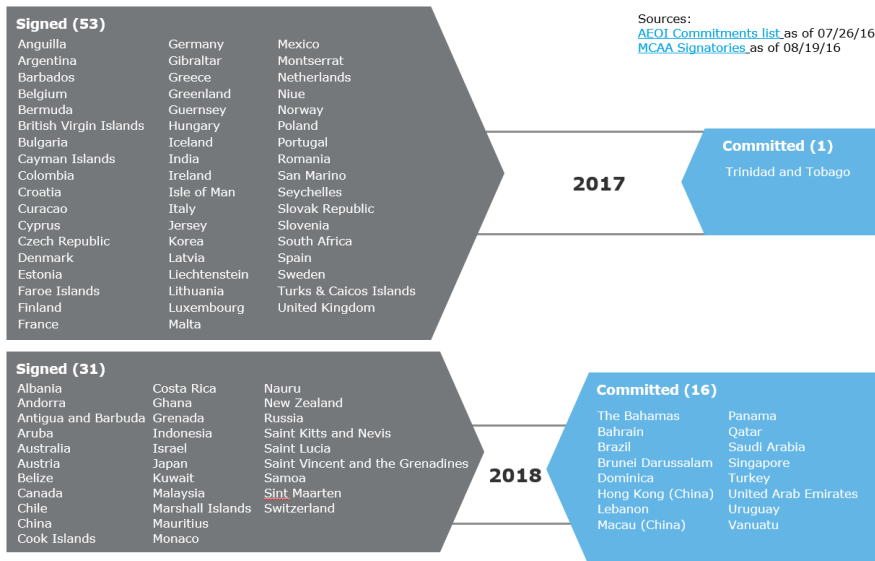 Signed (53)
Anguilla
Argentina
Barbados
Belgium
Bermuda
British Virgin Islands
Bulgaria
Cayman Islands
Colombia
Croatia
Curacao
Cyprus
Czech Republic
Denmark
Estonia
Faroe Islands
Finland
France
Germany
Gibraltar
Greece
Greenland
Guernsey
Hungary
Iceland
India
Ireland
Isle of Man
Italy
Jersey
Korea
Latvia
Liechtenstein
Lithuania
Luxembourg
Malta
Mexico
Montserrat
Netherlands
Niue
Norway
Poland
Portugal
Romania
San Marino
Seychelles
Slovak Republic
Slovenia
South Africa
Spain
Sweden
Turks & Caicos Islands
United Kingdom
2017
Sources:
AEOI Commitments list as of 07/26/16
MCAA Signatories as of 08/19/16
Committed (1)
Trinidad and Tobago
Signed (31)
Albania
Andorra
Antigua and Barbuda
Aruba
Australia
Austria
Belize
Canada
Chile
China
Cook Islands
Costa Rica
Ghana
Grenada
Indonesia
Israel
Japan
Kuwait
Malaysia
Marshall Islands
Mauritius
Monaco
Nauru
New Zealand
Russia
Saint Kitts and Nevis
Saint Lucia
Saint Vincent and the Grenadines
Samoa
Sint Maarten
Switzerland
2018
Committed (16)
The Bahamas
Bahrain
Brazil
Brunei Darussalam
Dominica
Hong Kong (China)
Lebanon
Macau (China)
Panama
Qatar
Saudi Arabia
Singapore
Turkey
United Arab Emirates
Uruguay
Vanuatu